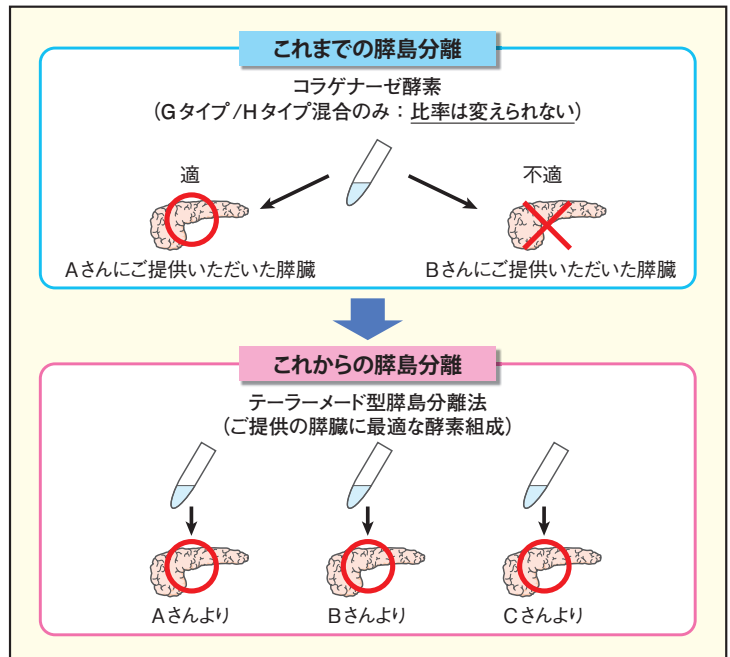 これまでの膵島分離
コラゲナーゼ酵素
(Gタイプ/Hタイプ混合のみ：比率は変えられない)
適
不適
Aさんにご提供いただいた膵臓
Bさんにご提供いただいた膵臓
これからの膵島分離
テーラーメード型膵島分離法
(ご提供の膵臓に最適な酵素組成)
Aさんより
Bさんより
Cさんより